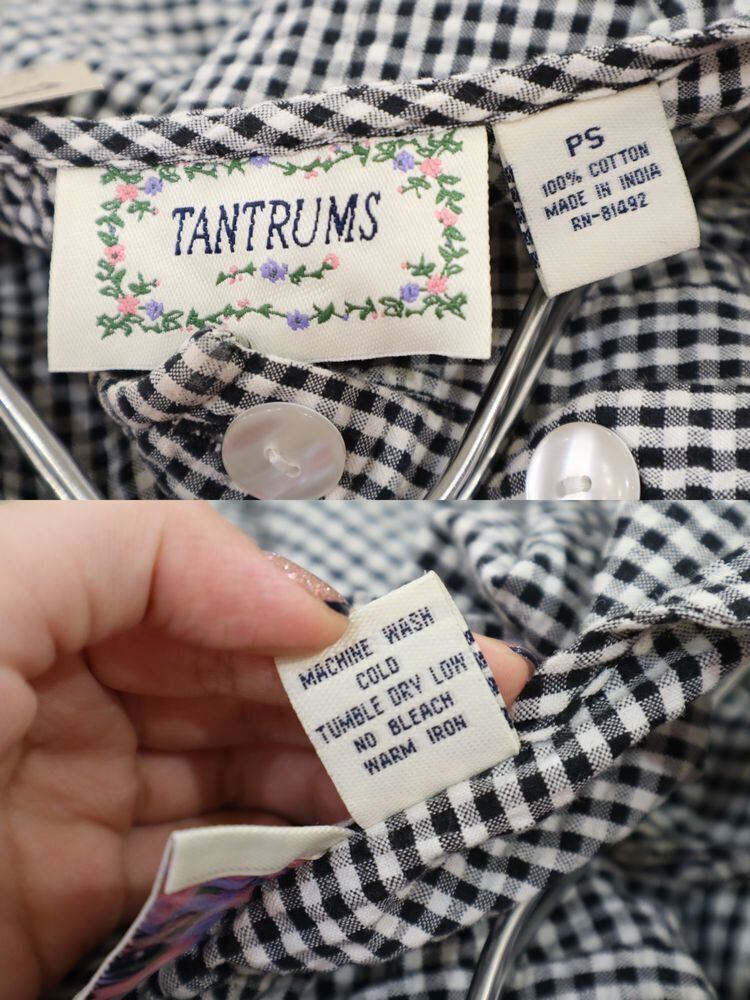 TANTRUMS
PS
100% COTTON
MADE IN INDIA
RN-81492
MACHINE WASH
COLD
TUMBLE DRY LOW
NO BLEACH
WARM IRON